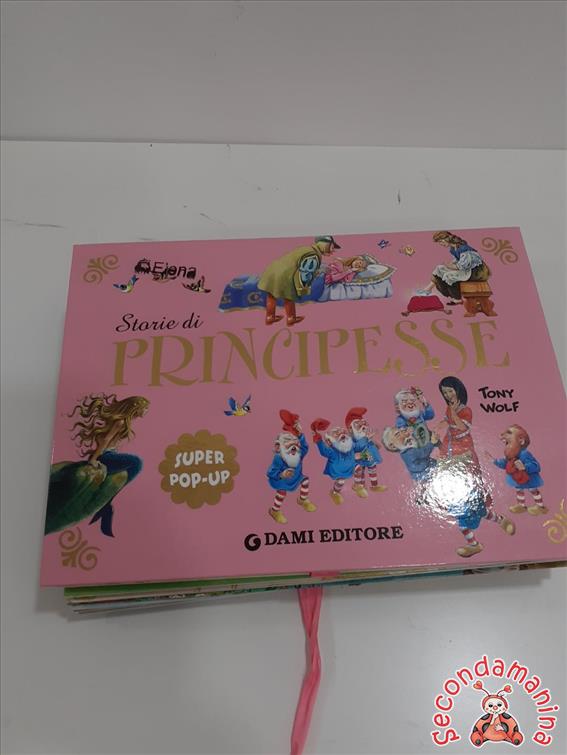 Elena
Storie di
PRINCIPESSE
TONY
WOLF
SUPER
POP-UP
DAMI EDITORE
Secondamanina